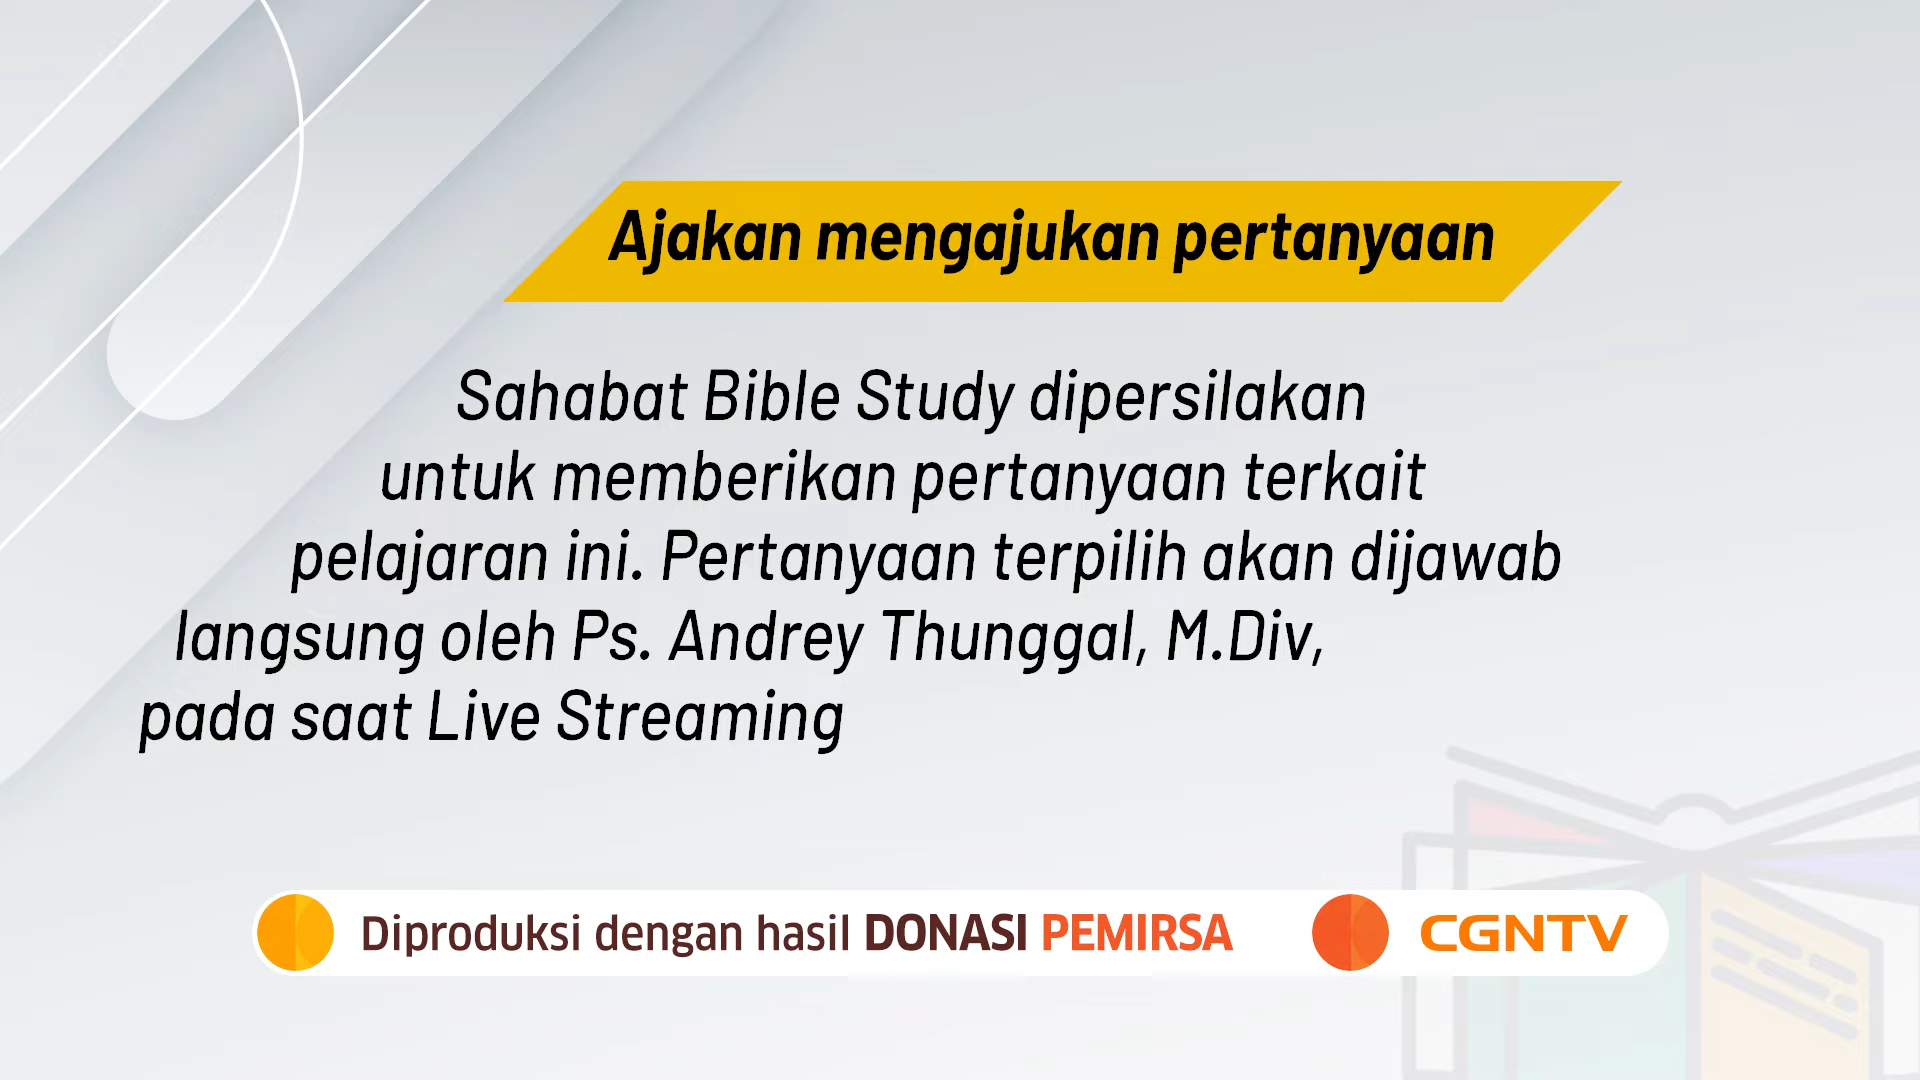 Ajakan mengajukan pertanyaan
Sahabat Bible Study dipersilakan
untuk memberikan pertanyaan terkait
pelajaran ini. Pertanyaan terpilih akan dijawab
langsung oleh Ps. Andrey Thunggal, M.Div,
pada saat Live Streaming
Diproduksi dengan hasil DONASI PEMIRSA CGNTV